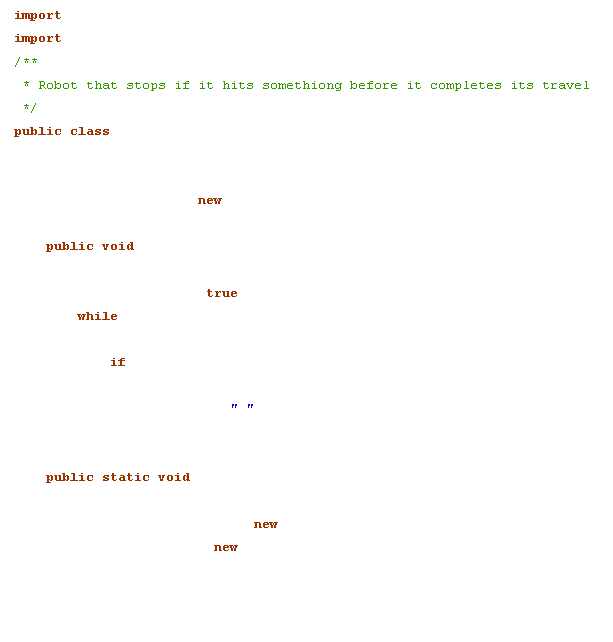 import
import
/**
 * Robot that stops if it hits somethiong before it completes its travel
 */
public class
new
public void
true
while
if
" "
public static void
new
new